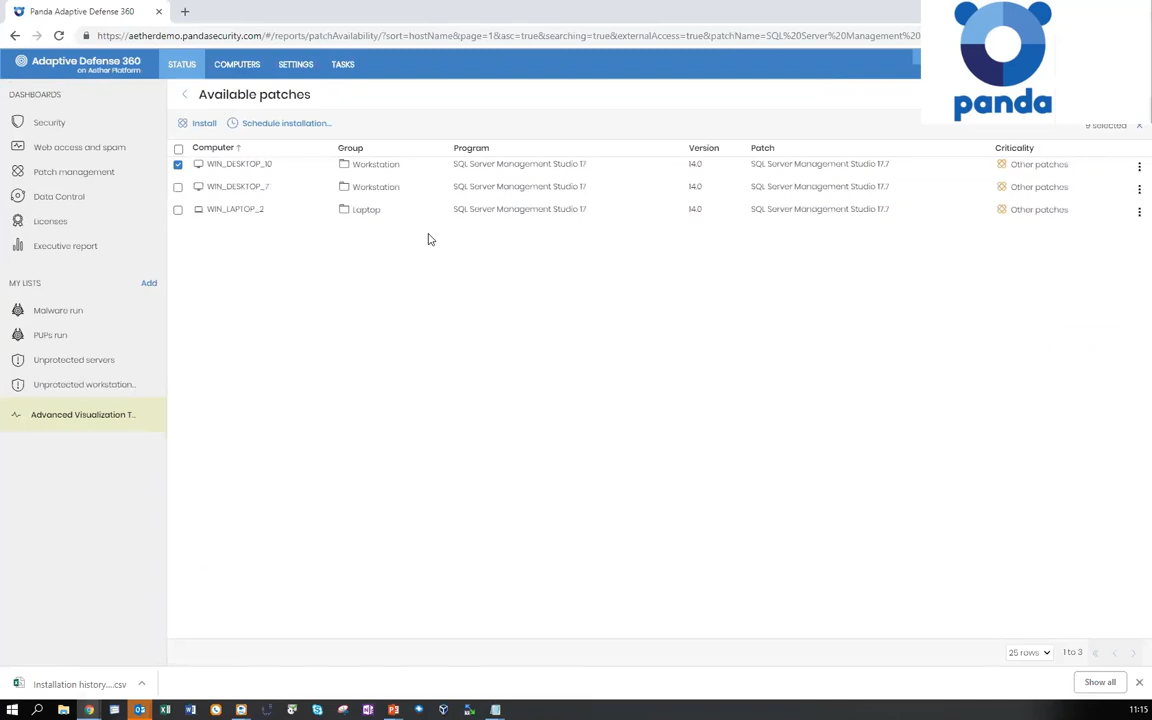 Panda Adaptive Defense 360
https://aetherdemo.pandasecurity.com/#/reports/patchAvailability/?sort=hostName&page=1&asc=true&searching=true&externalAccess=true&patchName=SQL%20Server%20Management%20
panda
Adaptive Defense 360
on Aether Platform
STATUS COMPUTERS SETTINGS TASKS
DASHBOARDS
Security
Web access and spam
Patch management
Data Control
Licenses
Executive report
MY LISTS Add
Malware run
PUPs run
Unprotected servers
Unprotected workstation...
Advanced Visualization T...
Available patches
Install Schedule installation...
9 selected
Computer ↑ Group Program Version Patch Criticality
WIN_DESKTOP_10 Workstation SQL Server Management Studio 17 14.0 SQL Server Management Studio 17.7 Other patches
WIN_DESKTOP_7 Workstation SQL Server Management Studio 17 14.0 SQL Server Management Studio 17.7 Other patches
WIN_LAPTOP_2 Laptop SQL Server Management Studio 17 14.0 SQL Server Management Studio 17.7 Other patches
25 rows 1 to 3
Installation history....csv
Show all
11:15